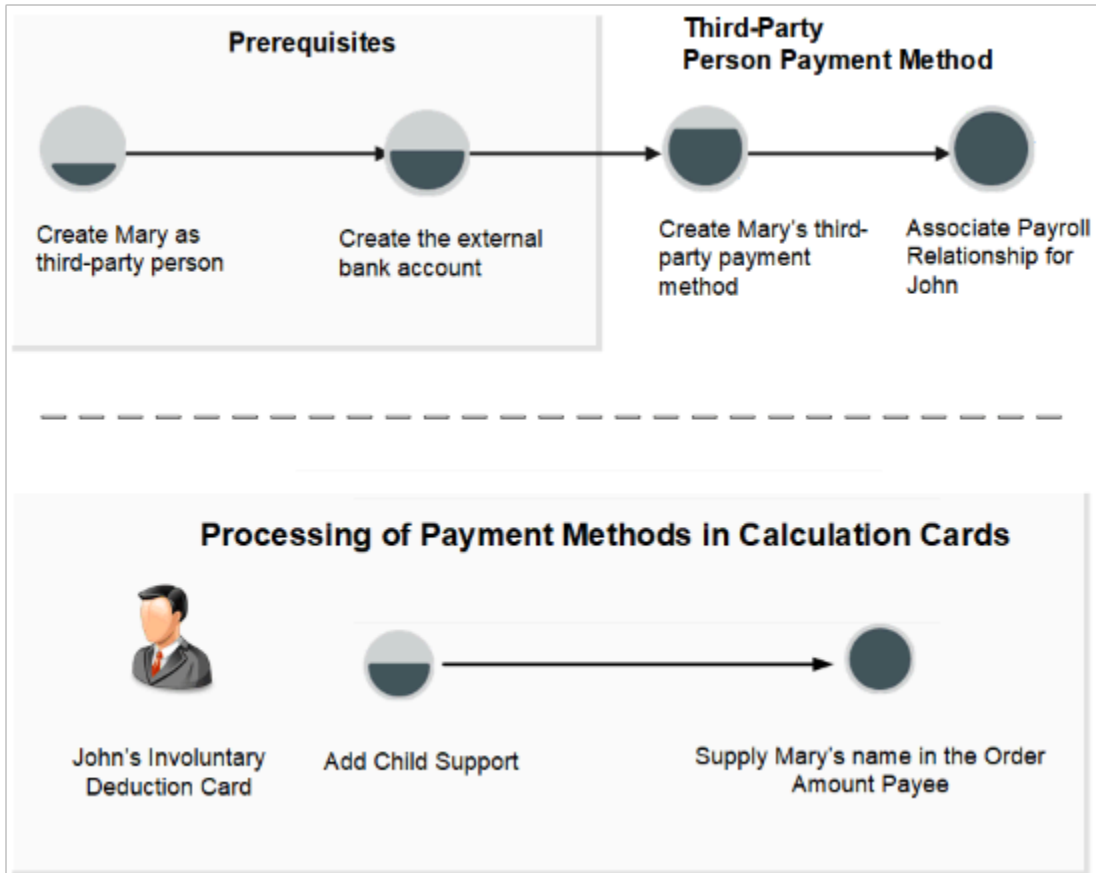 Prerequisites
Third-Party
Person Payment Method
Create Mary as
third-party person
Create the external
bank account
Create Mary's third-
party payment
method
Associate Payroll
Relationship for
John
Processing of Payment Methods in Calculation Cards
John's Involuntary
Deduction Card
Add Child Support
Supply Mary's name in the Order
Amount Payee